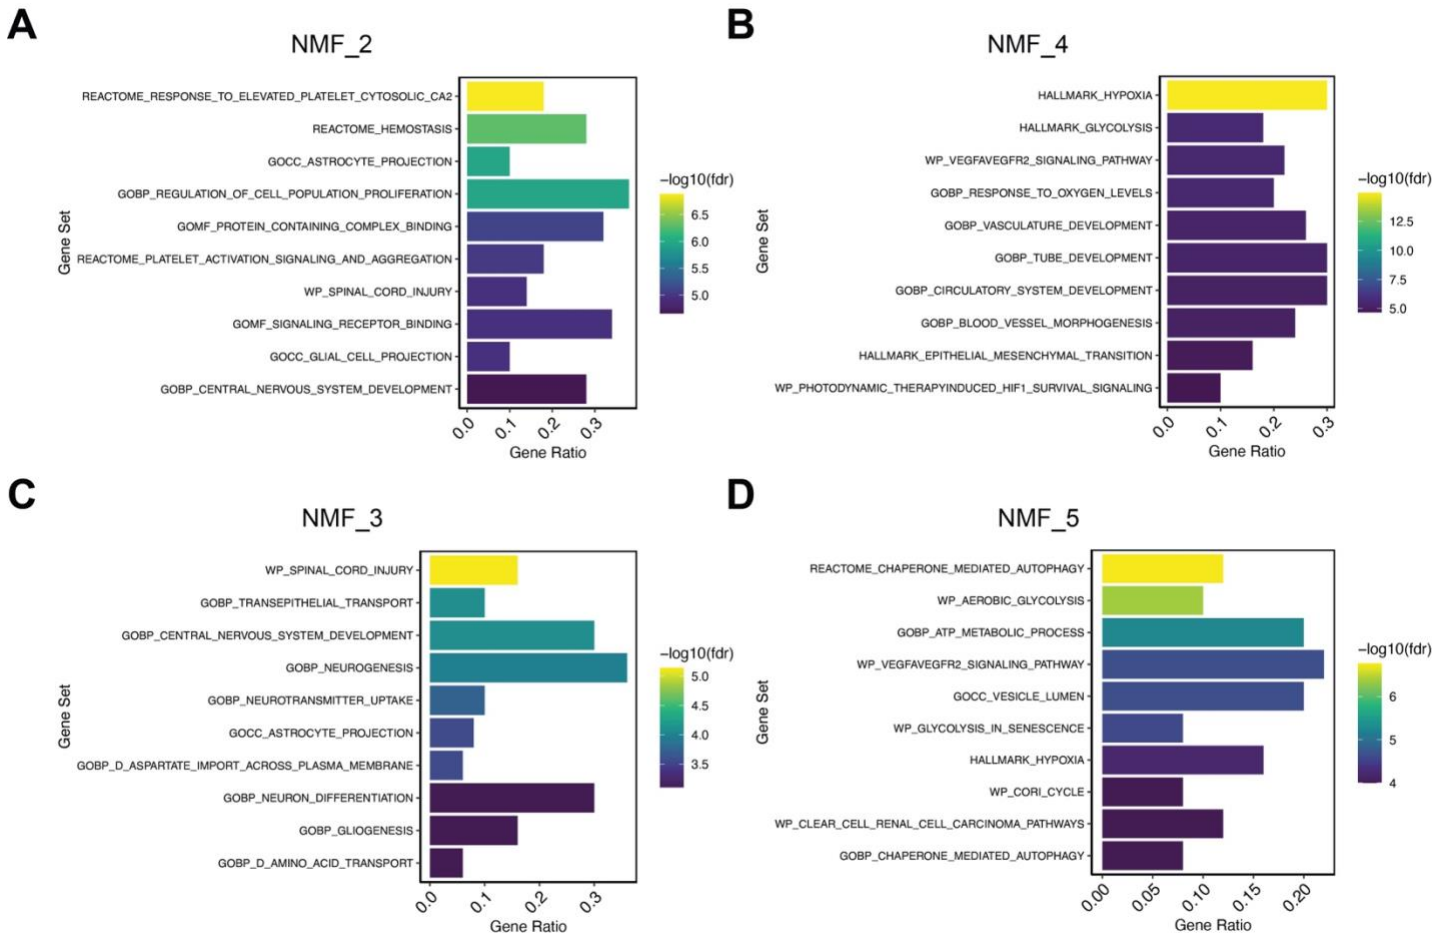 A
NMF_2
Gene Set
REACTOME_RESPONSE_TO_ELEVATED_PLATELET_CYTOSOLIC_CA2
REACTOME_HEMOSTASIS
GOCC_ASTROCYTE_PROJECTION
GOBP_REGULATION_OF_CELL_POPULATION_PROLIFERATION
GOMF_PROTEIN_CONTAINING_COMPLEX_BINDING
REACTOME_PLATELET_ACTIVATION_SIGNALING_AND_AGGREGATION
WP_SPINAL_CORD_INJURY
GOMF_SIGNALING_RECEPTOR_BINDING
GOCC_GLIAL_CELL_PROJECTION
GOBP_CENTRAL_NERVOUS_SYSTEM_DEVELOPMENT
0.0 0.1 0.2 0.3
Gene Ratio
−log10(fdr)
6.5
6.0
5.5
5.0
B
NMF_4
Gene Set
HALLMARK_HYPOXIA
HALLMARK_GLYCOLYSIS
WP_VEGFAVEGFR2_SIGNALING_PATHWAY
GOBP_RESPONSE_TO_OXYGEN_LEVELS
GOBP_VASCULATURE_DEVELOPMENT
GOBP_TUBE_DEVELOPMENT
GOBP_CIRCULATORY_SYSTEM_DEVELOPMENT
GOBP_BLOOD_VESSEL_MORPHOGENESIS
HALLMARK_EPITHELIAL_MESENCHYMAL_TRANSITION
WP_PHOTODYNAMIC_THERAPYINDUCED_HIF1_SURVIVAL_SIGNALING
0.0 0.1 0.2 0.3
Gene Ratio
−log10(fdr)
12.5
10.0
7.5
5.0
C
NMF_3
Gene Set
WP_SPINAL_CORD_INJURY
GOBP_TRANSEPITHELIAL_TRANSPORT
GOBP_CENTRAL_NERVOUS_SYSTEM_DEVELOPMENT
GOBP_NEUROGENESIS
GOBP_NEUROTRANSMITTER_UPTAKE
GOCC_ASTROCYTE_PROJECTION
GOBP_D_ASPARTATE_IMPORT_ACROSS_PLASMA_MEMBRANE
GOBP_NEURON_DIFFERENTIATION
GOBP_GLIOGENESIS
GOBP_D_AMINO_ACID_TRANSPORT
0.0 0.1 0.2 0.3
Gene Ratio
−log10(fdr)
5.0
4.5
4.0
3.5
D
NMF_5
Gene Set
REACTOME_CHAPERONE_MEDIATED_AUTOPHAGY
WP_AEROBIC_GLYCOLYSIS
GOBP_ATP_METABOLIC_PROCESS
WP_VEGFAVEGFR2_SIGNALING_PATHWAY
GOCC_VESICLE_LUMEN
WP_GLYCOLYSIS_IN_SENESCENCE
HALLMARK_HYPOXIA
WP_CORI_CYCLE
WP_CLEAR_CELL_RENAL_CELL_CARCINOMA_PATHWAYS
GOBP_CHAPERONE_MEDIATED_AUTOPHAGY
0.00 0.05 0.10 0.15 0.20
Gene Ratio
−log10(fdr)
6
5
4